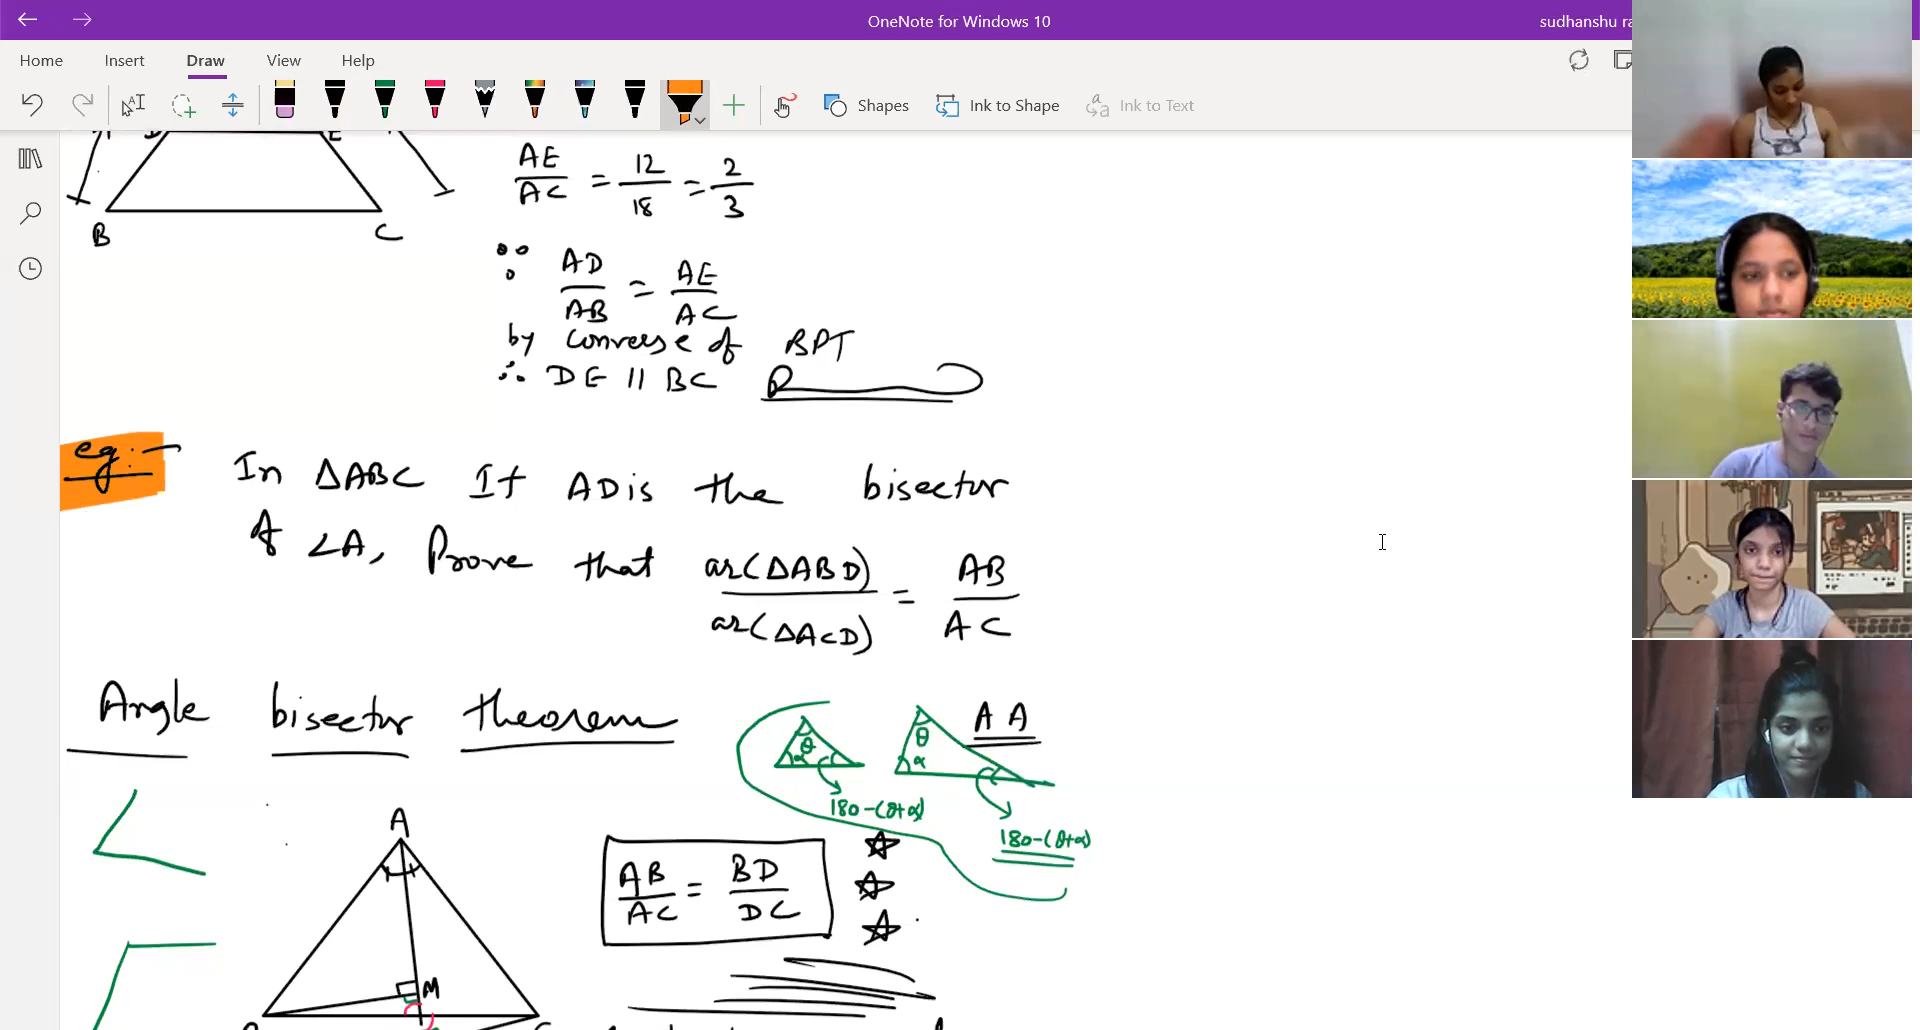 OneNote for Windows 10
sudhanshu ra
Home Insert Draw View Help
Shapes Ink to Shape Ink to Text
D E
B C
AE/AC = 12/18 = 2/3
∵ AD/AB = AE/AC
by converse of BPT
∴ DE || BC
eg:-
In ΔABC If AD is the bisector
of ∠A, Prove that ar(ΔABD)/ar(ΔACD) = AB/AC
Angle bisector theorem
AA
θ α
θ α
180-(θ+α)
180-(θ+α)
A
AB/AC = BD/DC
M